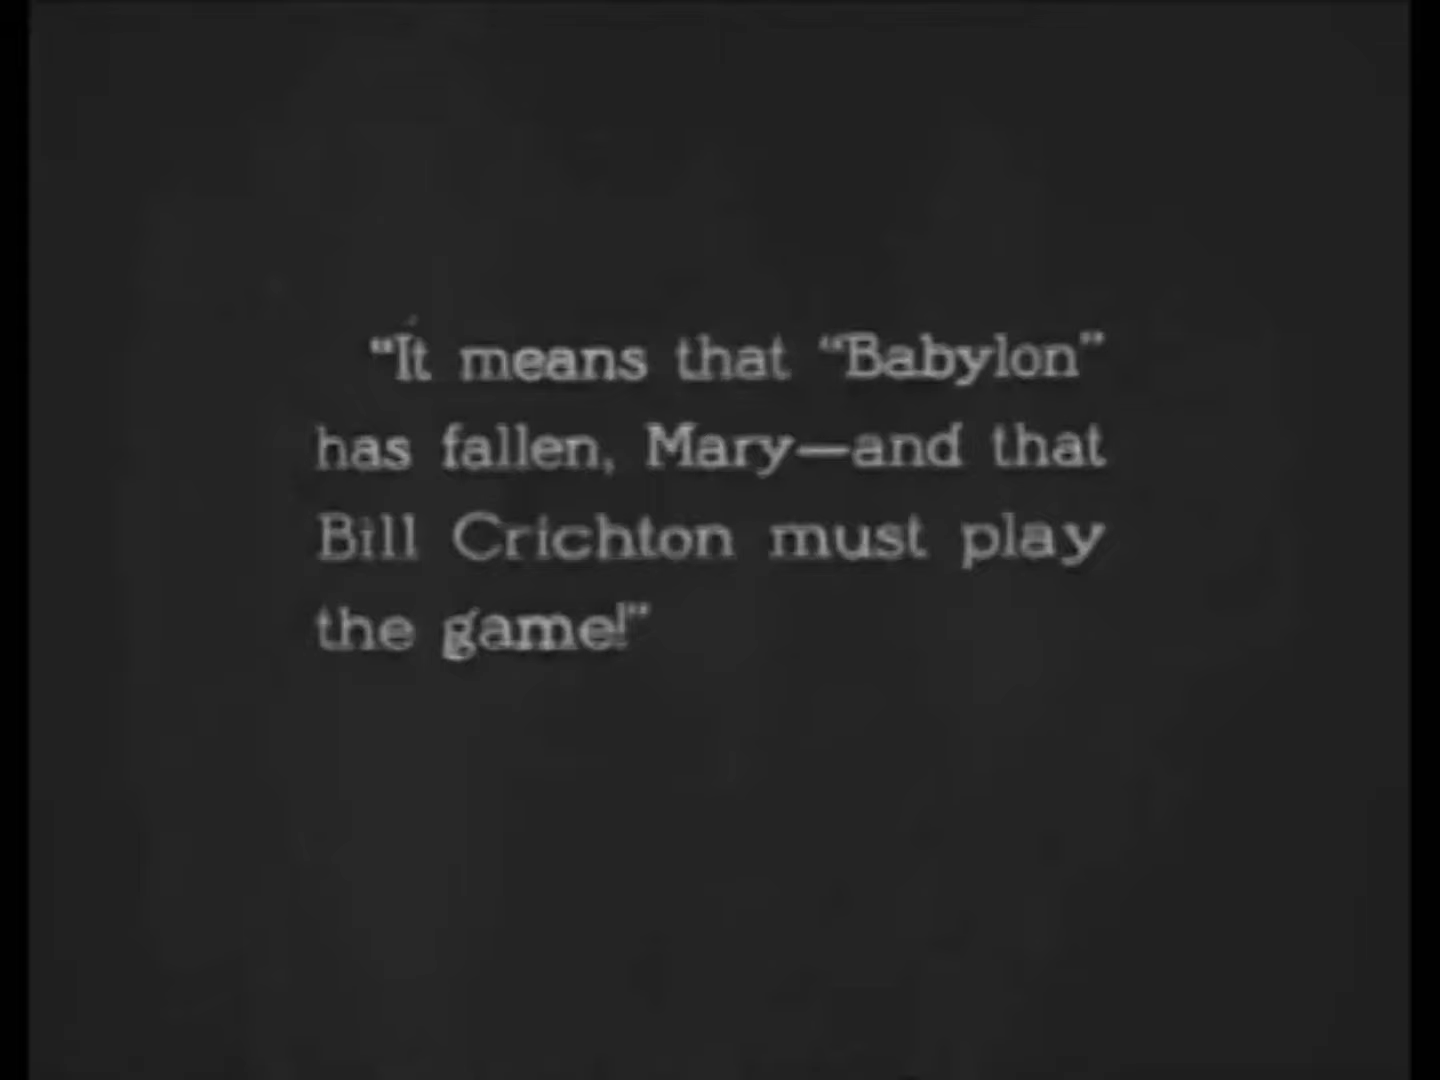 “It means that “Babylon”
has fallen, Mary—and that
Bill Crichton must play
the game!”